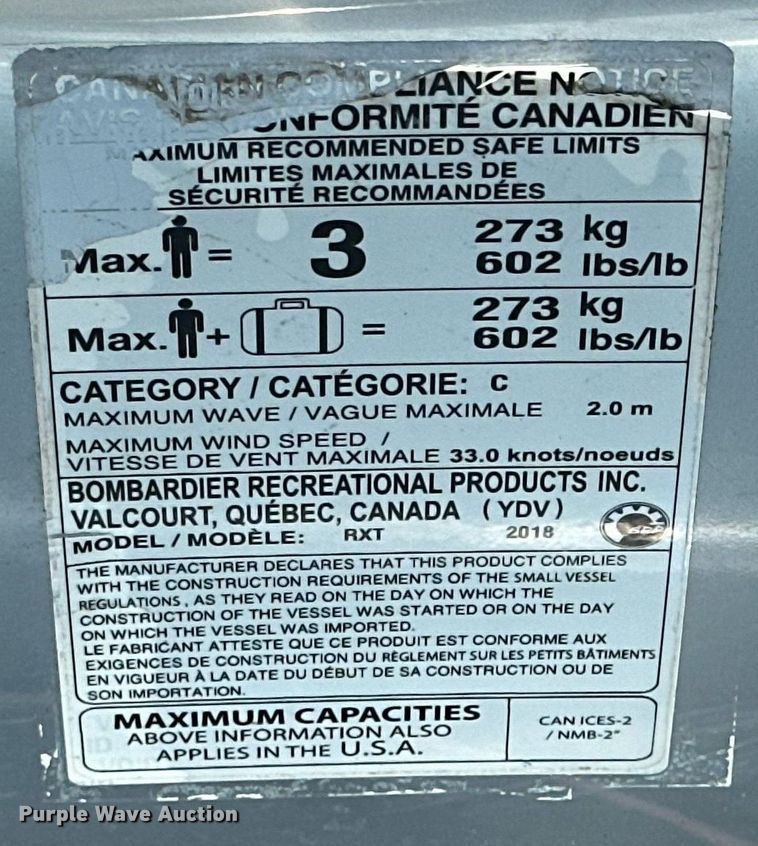 CANADIAN COMPLIANCE NOTICE
CONFORMITÉ CANADIEN
MAXIMUM RECOMMENDED SAFE LIMITS
LIMITES MAXIMALES DE
SÉCURITÉ RECOMMANDÉES
Max. = 3 273 kg
602 lbs/lb
Max. + = 273 kg
602 lbs/lb
CATEGORY / CATÉGORIE: C
MAXIMUM WAVE / VAGUE MAXIMALE 2.0 m
MAXIMUM WIND SPEED /
VITESSE DE VENT MAXIMALE 33.0 knots/noeuds
BOMBARDIER RECREATIONAL PRODUCTS INC.
VALCOURT, QUÉBEC, CANADA (YDV)
MODEL / MODÈLE: RXT 2018
THE MANUFACTURER DECLARES THAT THIS PRODUCT COMPLIES
WITH THE CONSTRUCTION REQUIREMENTS OF THE SMALL VESSEL
REGULATIONS, AS THEY READ ON THE DAY ON WHICH THE
CONSTRUCTION OF THE VESSEL WAS STARTED OR ON THE DAY
ON WHICH THE VESSEL WAS IMPORTED.
LE FABRICANT ATTESTE QUE CE PRODUIT EST CONFORME AUX
EXIGENCES DE CONSTRUCTION DU RÈGLEMENT SUR LES PETITS BÂTIMENTS
EN VIGUEUR À LA DATE DU DÉBUT DE SA CONSTRUCTION OU DE
SON IMPORTATION.
MAXIMUM CAPACITIES
ABOVE INFORMATION ALSO
APPLIES IN THE U.S.A.
CAN ICES-2
/ NMB-2"
Purple Wave Auction